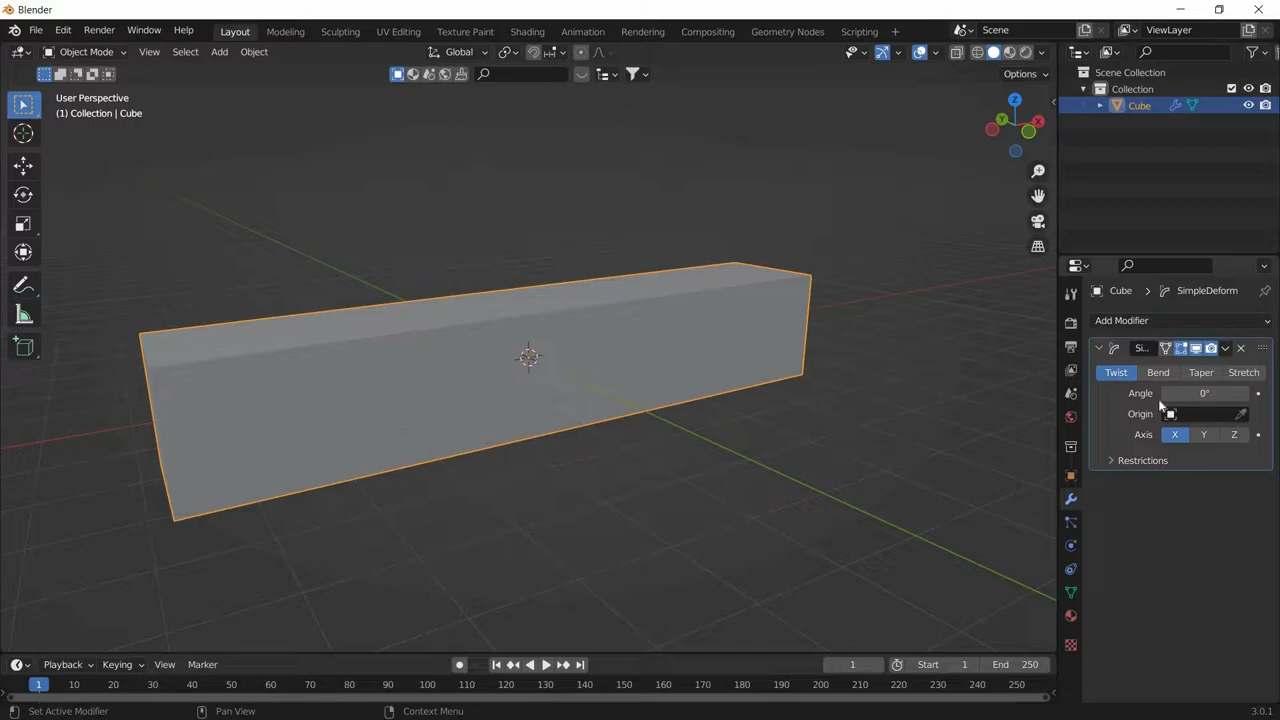 Blender
File Edit Render Window Help Layout Modeling Sculpting UV Editing Texture Paint Shading Animation Rendering Compositing Geometry Nodes Scripting + Scene ViewLayer
Object Mode View Select Add Object Global
Options
User Perspective
(1) Collection | Cube
Z
Y
X
Scene Collection
Collection
Cube
Cube > SimpleDeform
Add Modifier
Si...
Twist Bend Taper Stretch
Angle 0°
Origin
Axis X Y Z
Restrictions
Playback Keying View Marker 1 Start 1 End 250
1 10 20 30 40 50 60 70 80 90 100 110 120 130 140 150 160 170 180 190 200 210 220 230 240 250
Set Active Modifier Pan View Context Menu 3.0.1